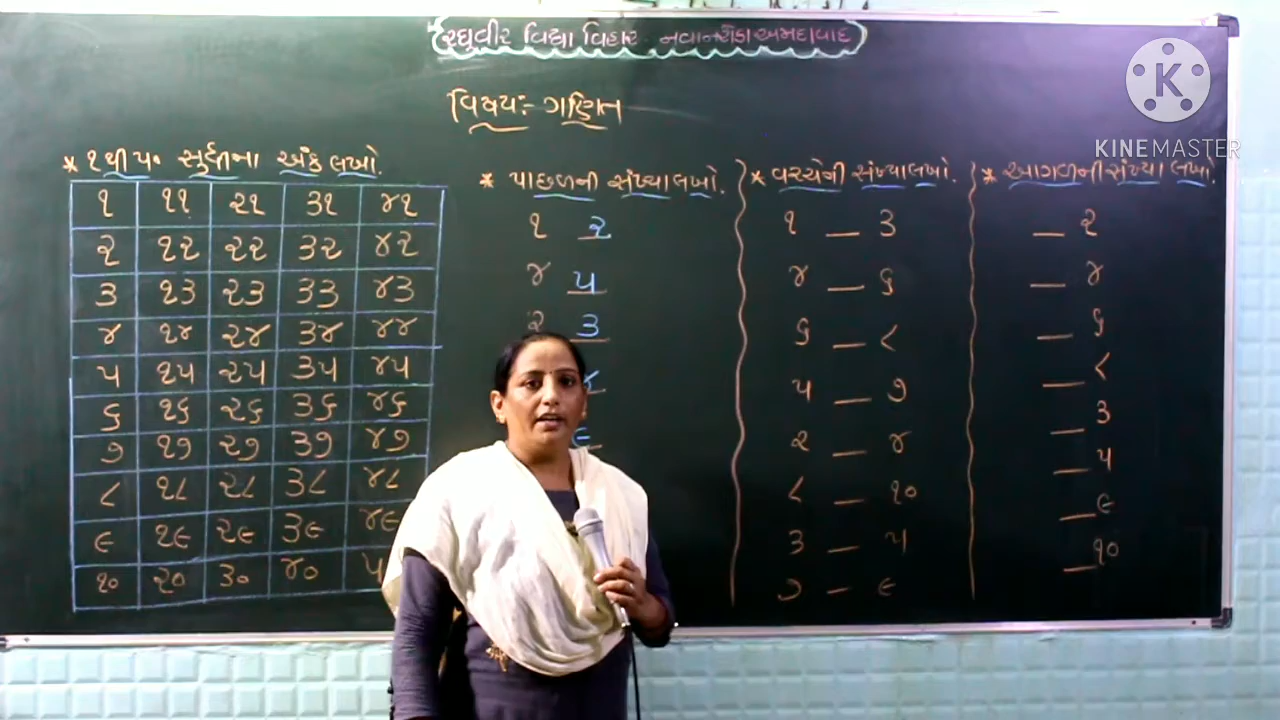 રઘુવીર વિદ્યા વિહાર નવા નરોડા અમદાવાદ
K
KINEMASTER
વિષય:- ગણિત
* ૧ થી ૫૦ સુધીના અંક લખો.
૧ ૧૧ ૨૧ ૩૧ ૪૧
૨ ૧૨ ૨૨ ૩૨ ૪૨
૩ ૧૩ ૨૩ ૩૩ ૪૩
૪ ૧૪ ૨૪ ૩૪ ૪૪
૫ ૧૫ ૨૫ ૩૫ ૪૫
૬ ૧૬ ૨૬ ૩૬ ૪૬
૭ ૧૭ ૨૭ ૩૭ ૪૭
૮ ૧૮ ૨૮ ૩૮ ૪૮
૯ ૧૯ ૨૯ ૩૯ ૪૯
૧૦ ૨૦ ૩૦ ૪૦
* પાછળની સંખ્યા લખો.
૧ ૨
૪ ૫
૨ ૩
* વચ્ચેની સંખ્યા લખો.
૧ _ ૩
૪ _ ૬
૬ _ ૮
૫ _ ૭
૨ _ ૪
૮ _ ૧૦
૩ _ ૫
૭ _ ૯
* આગળની સંખ્યા લખો.
_ ૨
_ ૪
_ ૬
_ ૮
_ ૩
_ ૫
_ ૯
_ ૧૦